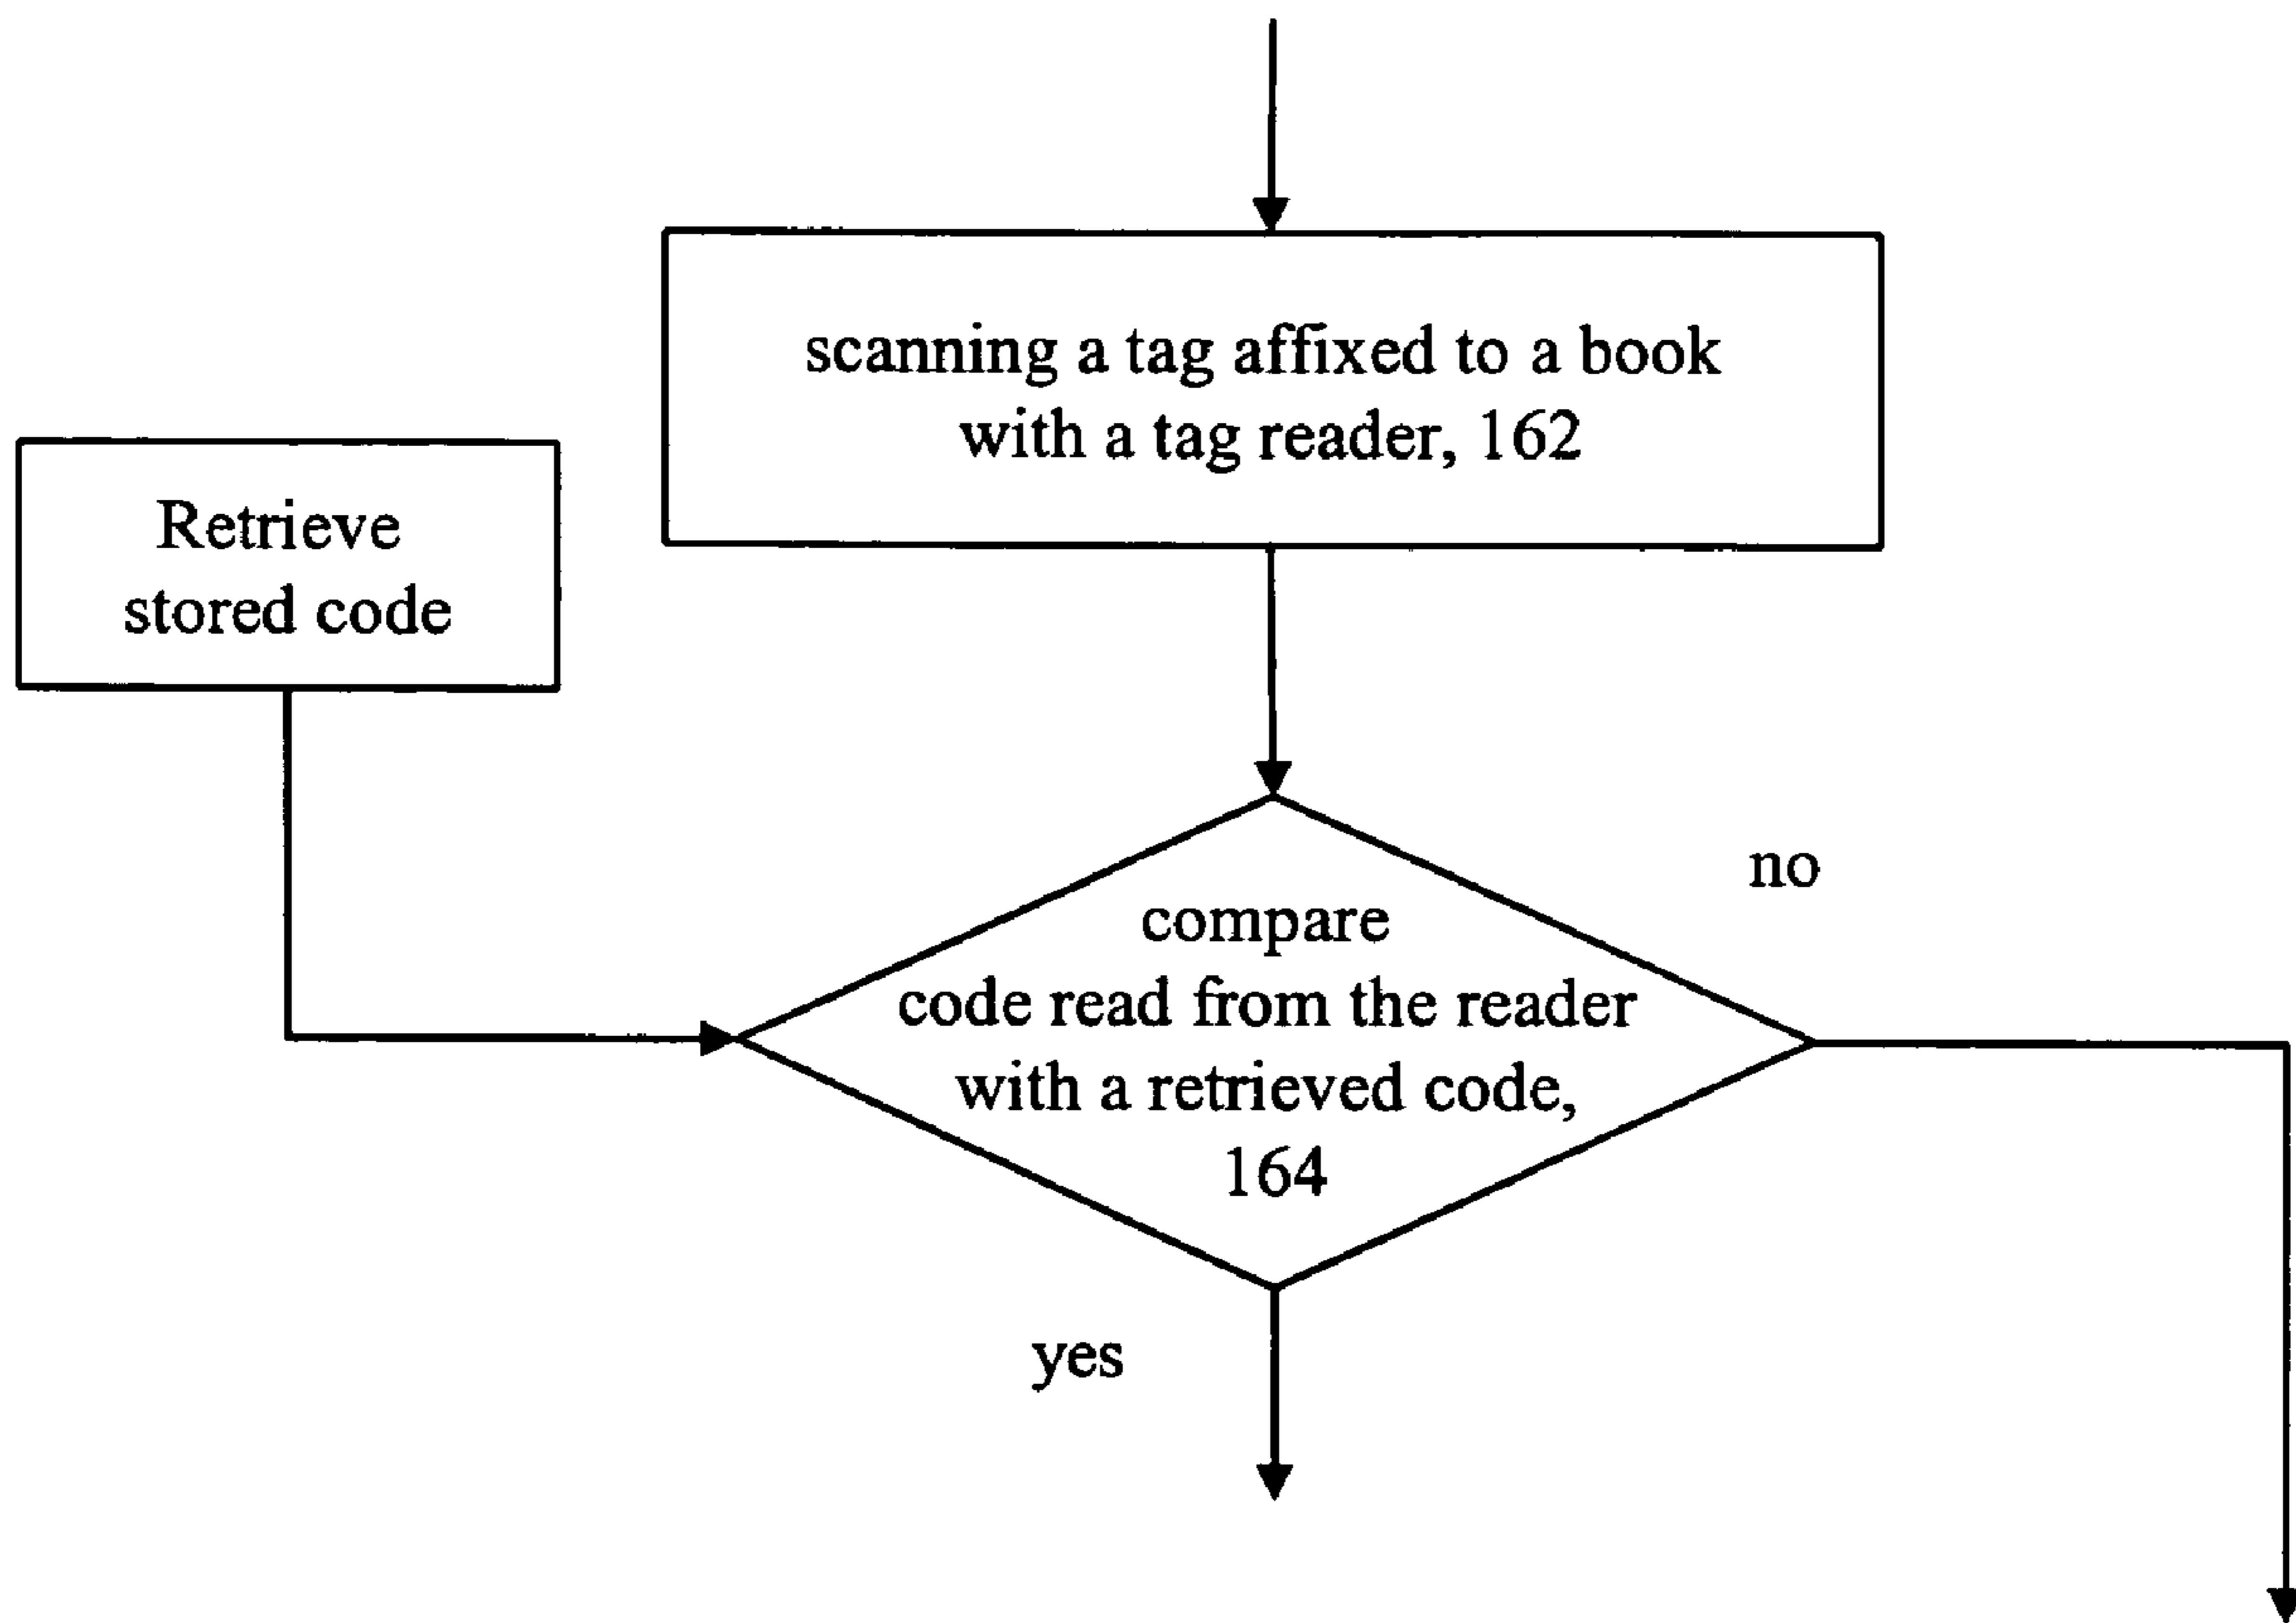 scanning a tag affixed to a book
with a tag reader, 162
Retrieve
stored code
compare
code read from the reader
with a retrieved code,
164
no
yes